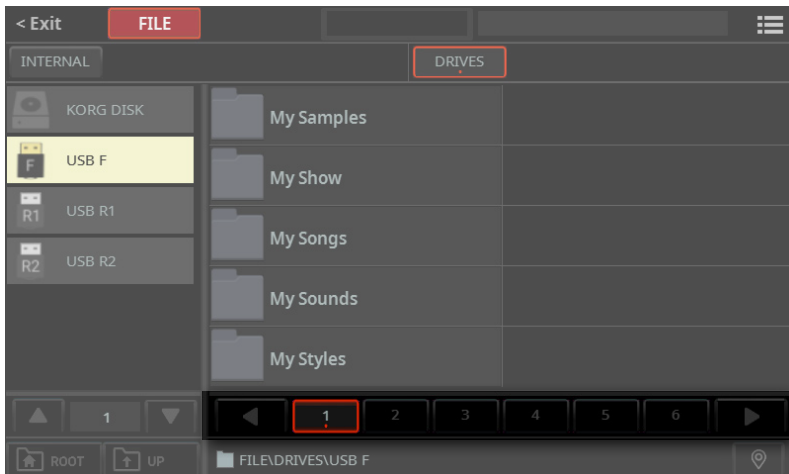 < Exit FILE
INTERNAL DRIVES
KORG DISK
F USB F
R1 USB R1
R2 USB R2
My Samples
My Show
My Songs
My Sounds
My Styles
1
1 2 3 4 5 6
ROOT UP
FILE\DRIVES\USB F